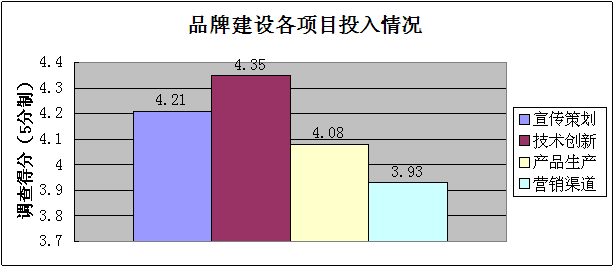 品牌建设各项目投入情况
调查得分（5分制）
4.4
4.3
4.2
4.1
4
3.9
3.8
3.7
4.21
4.35
4.08
3.93
宣传策划
技术创新
产品生产
营销渠道